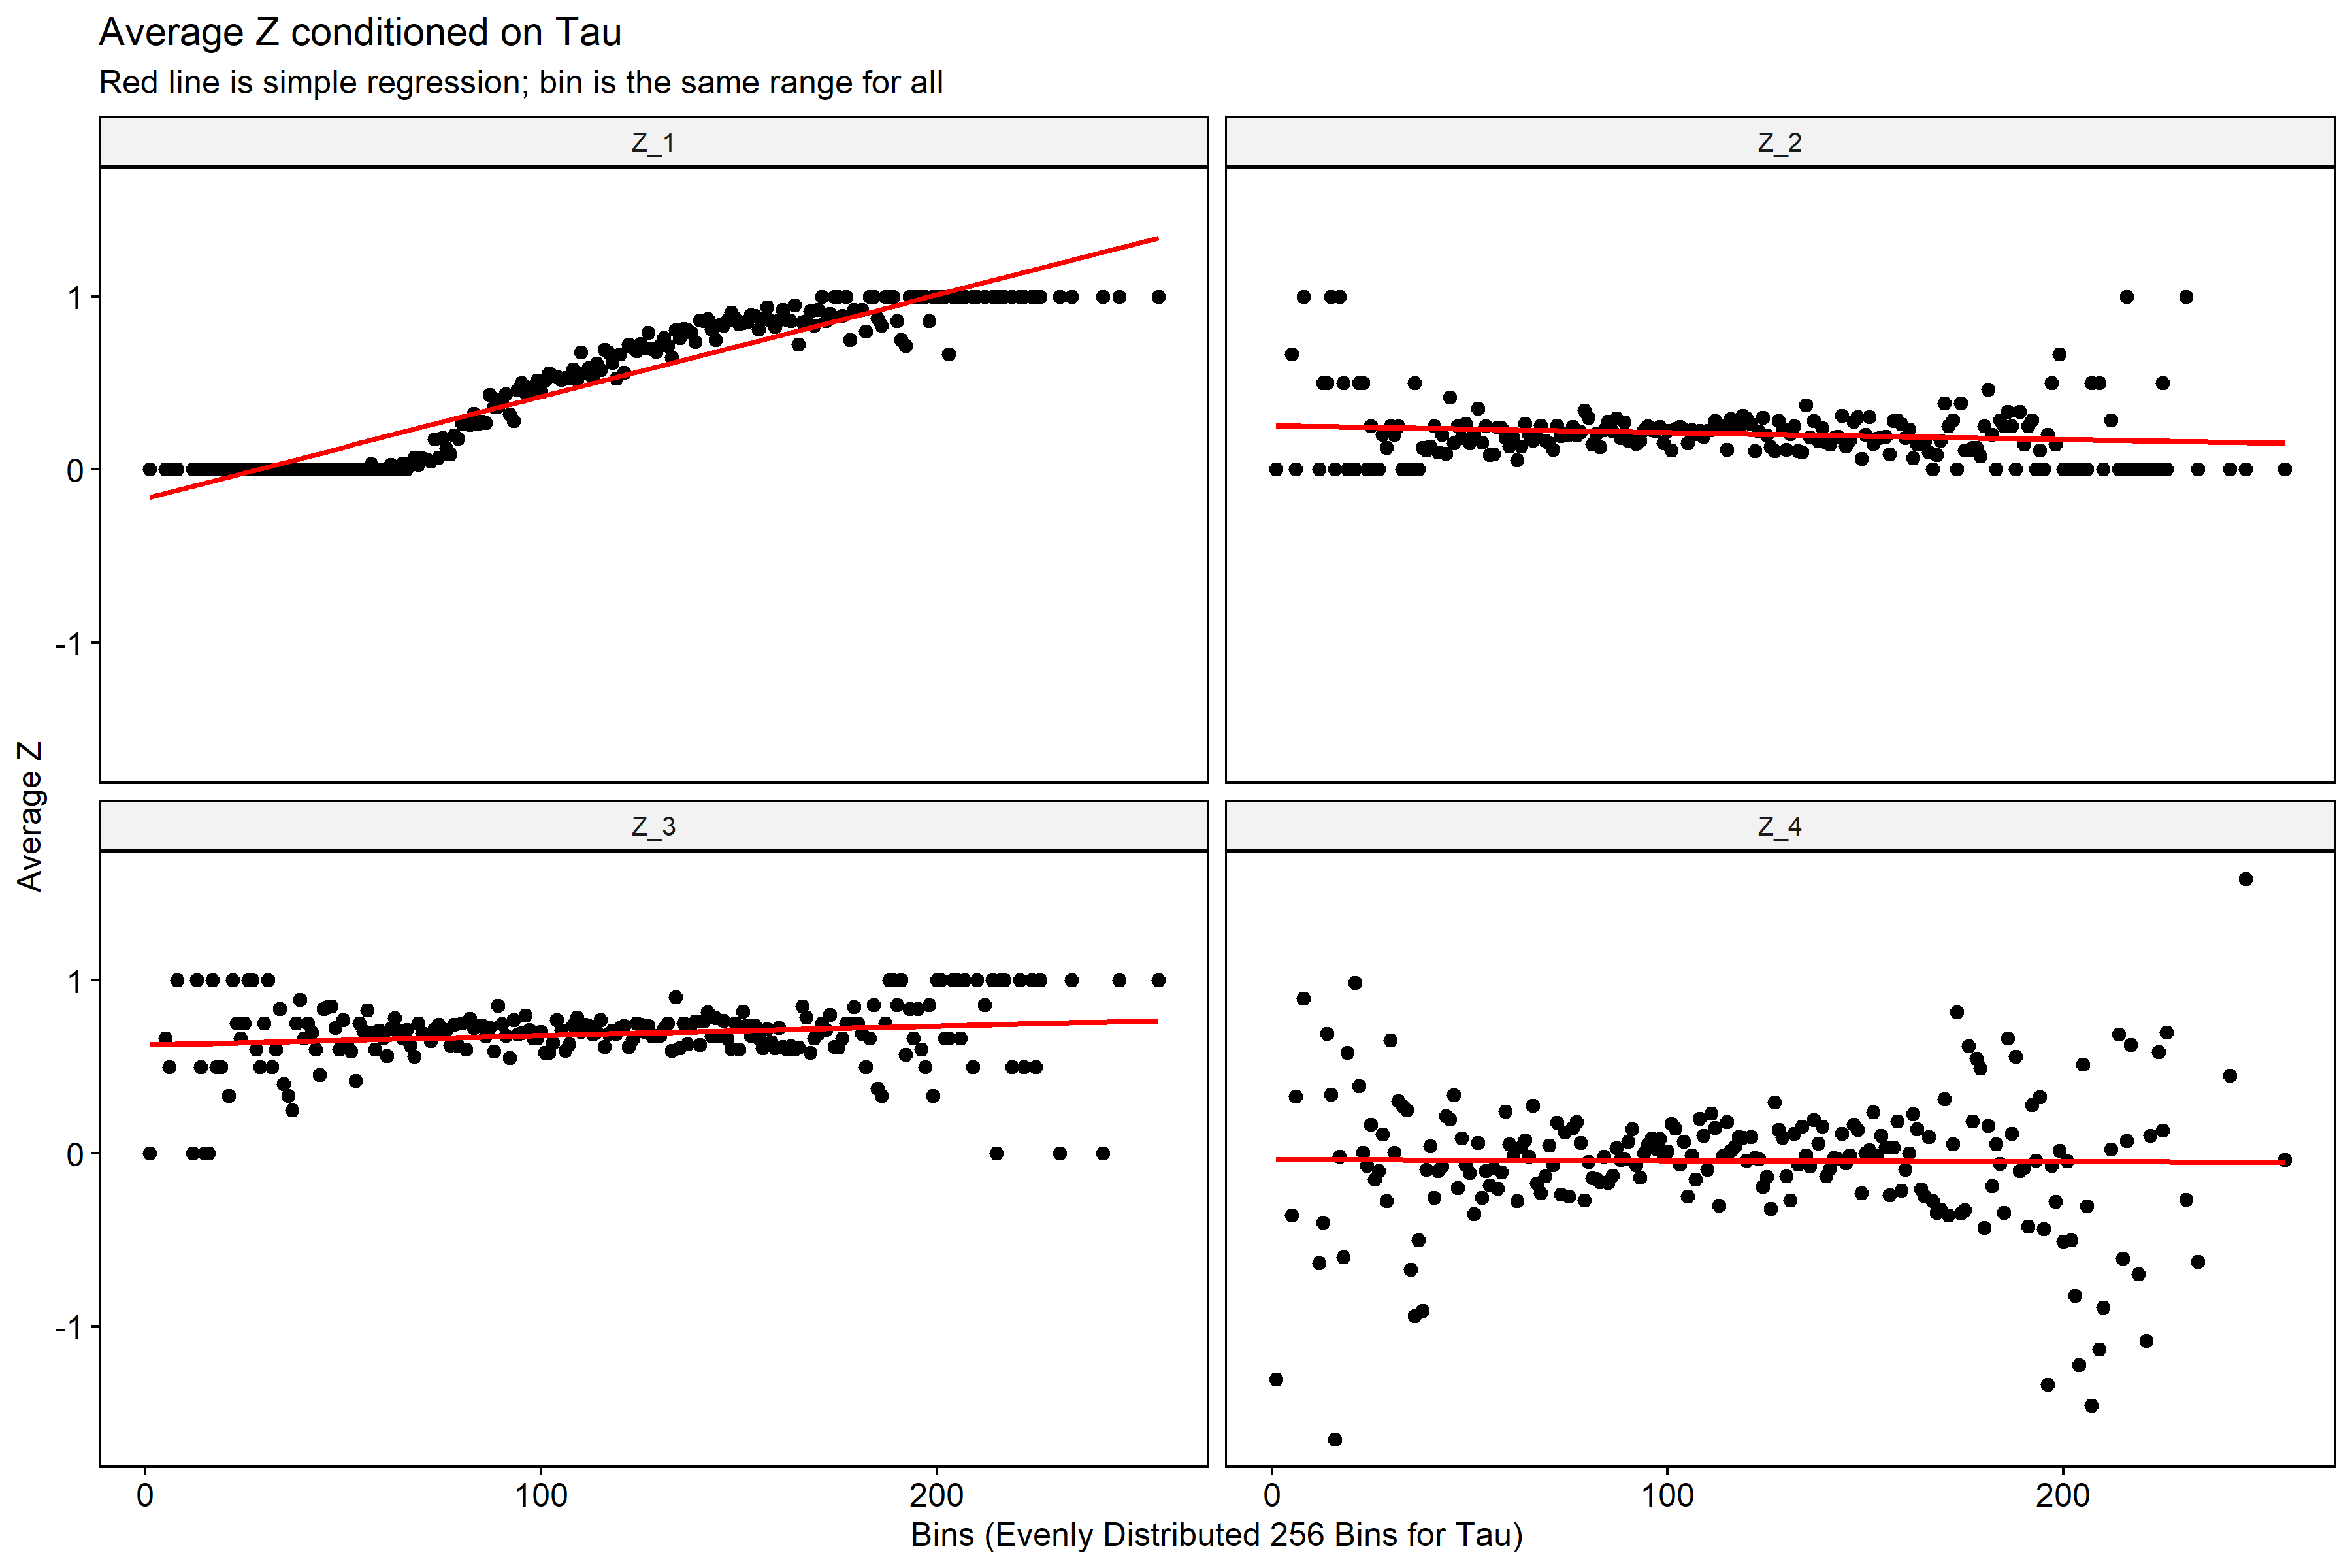 Average Z conditioned on Tau
Red line is simple regression; bin is the same range for all
Z_1
Z_2
1
0
-1
Average Z
Z_3
Z_4
1
0
-1
0
100
200
0
100
200
Bins (Evenly Distributed 256 Bins for Tau)